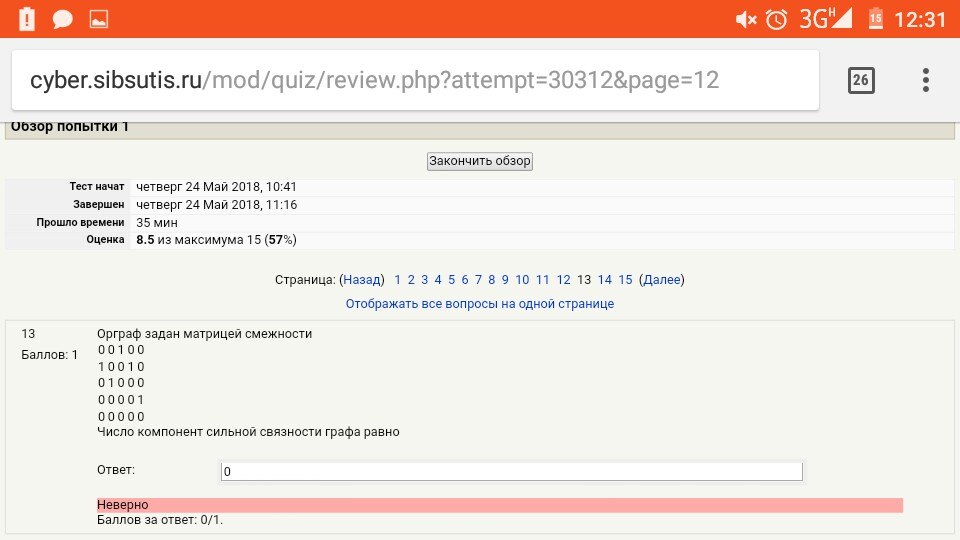 3G H 15 12:31
cyber.sibsutis.ru/mod/quiz/review.php?attempt=30312&page=12 26
Обзор попытки 1
Закончить обзор
Тест начат четверг 24 Май 2018, 10:41
Завершен четверг 24 Май 2018, 11:16
Прошло времени 35 мин
Оценка 8.5 из максимума 15 (57%)
Страница: (Назад) 1 2 3 4 5 6 7 8 9 10 11 12 13 14 15 (Далее)
Отображать все вопросы на одной странице
13 Орграф задан матрицей смежности
Баллов: 1
0 0 1 0 0
1 0 0 1 0
0 1 0 0 0
0 0 0 0 1
0 0 0 0 0
Число компонент сильной связности графа равно
Ответ: 0
Неверно
Баллов за ответ: 0/1.